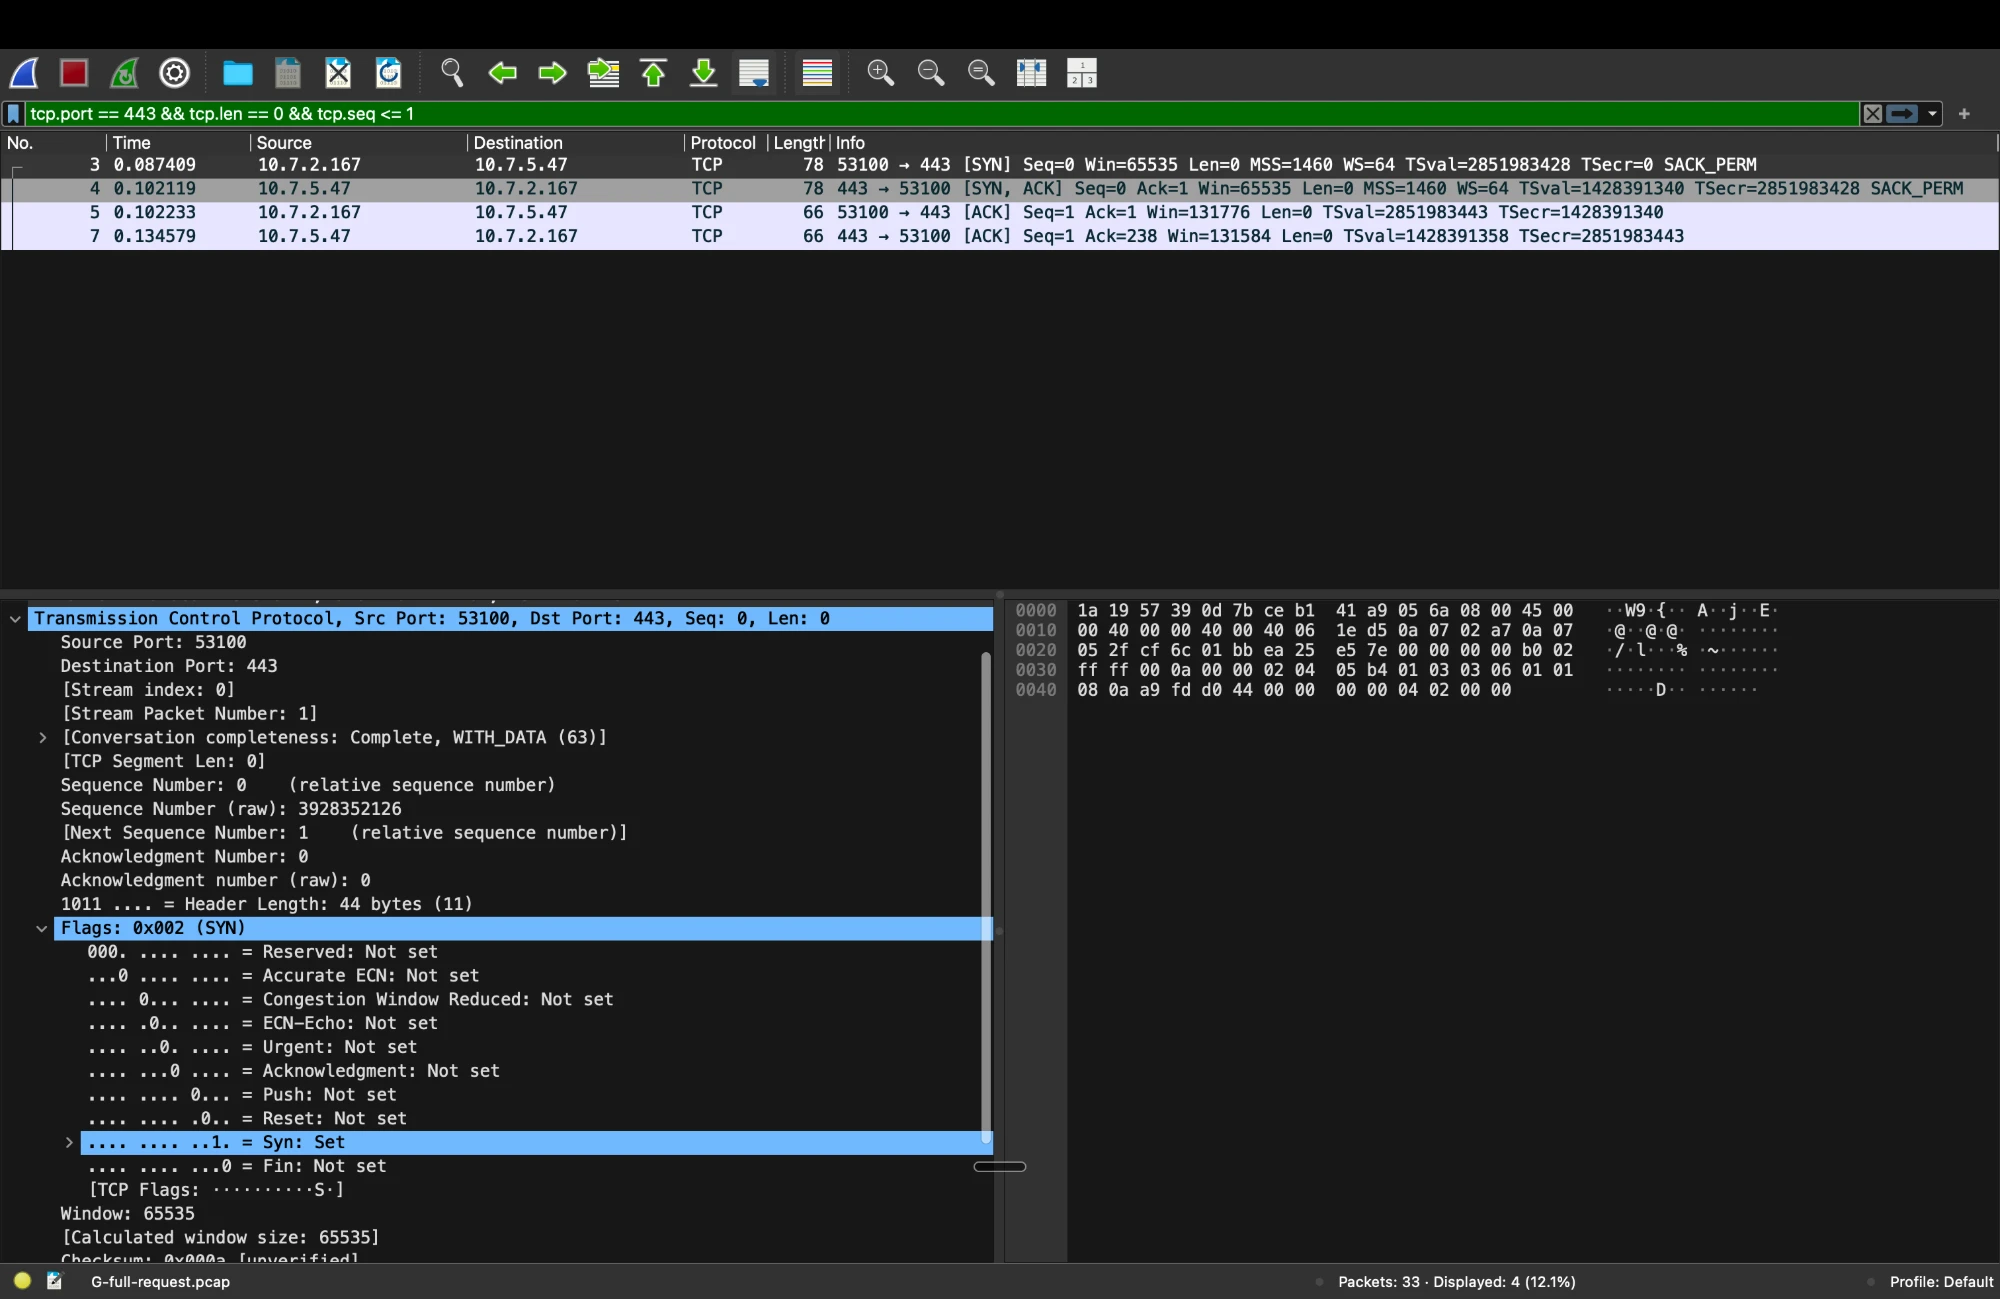 tcp.port == 443 && tcp.len == 0 && tcp.seq <= 1
No. Time Source Destination Protocol Length Info
3 0.087409 10.7.2.167 10.7.5.47 TCP 78 53100 → 443 [SYN] Seq=0 Win=65535 Len=0 MSS=1460 WS=64 TSval=2851983428 TSecr=0 SACK_PERM
4 0.102119 10.7.5.47 10.7.2.167 TCP 78 443 → 53100 [SYN, ACK] Seq=0 Ack=1 Win=65535 Len=0 MSS=1460 WS=64 TSval=1428391340 TSecr=2851983428 SACK_PERM
5 0.102233 10.7.2.167 10.7.5.47 TCP 66 53100 → 443 [ACK] Seq=1 Ack=1 Win=131776 Len=0 TSval=2851983443 TSecr=1428391340
7 0.134579 10.7.5.47 10.7.2.167 TCP 66 443 → 53100 [ACK] Seq=1 Ack=238 Win=131584 Len=0 TSval=1428391358 TSecr=2851983443
Transmission Control Protocol, Src Port: 53100, Dst Port: 443, Seq: 0, Len: 0
Source Port: 53100
Destination Port: 443
[Stream index: 0]
[Stream Packet Number: 1]
[Conversation completeness: Complete, WITH_DATA (63)]
[TCP Segment Len: 0]
Sequence Number: 0    (relative sequence number)
Sequence Number (raw): 3928352126
[Next Sequence Number: 1    (relative sequence number)]
Acknowledgment Number: 0
Acknowledgment number (raw): 0
1011 .... = Header Length: 44 bytes (11)
Flags: 0x002 (SYN)
000. .... .... = Reserved: Not set
...0 .... .... = Accurate ECN: Not set
.... 0... .... = Congestion Window Reduced: Not set
.... .0.. .... = ECN-Echo: Not set
.... ..0. .... = Urgent: Not set
.... ...0 .... = Acknowledgment: Not set
.... .... 0... = Push: Not set
.... .... .0.. = Reset: Not set
.... .... ..1. = Syn: Set
.... .... ...0 = Fin: Not set
[TCP Flags: ··········S·]
Window: 65535
[Calculated window size: 65535]
Checksum: 0x000a [unverified]
0000 1a 19 57 39 0d 7b ce b1 41 a9 05 6a 08 00 45 00 ··W9·{·· A··j··E·
0010 00 40 00 00 40 00 40 06 1e d5 0a 07 02 a7 0a 07 ·@··@·@· ········
0020 05 2f cf 6c 01 bb ea 25 e5 7e 00 00 00 00 b0 02 ·/·l···% ·~······
0030 ff ff 00 0a 00 00 02 04 05 b4 01 03 03 06 01 01 ········ ········
0040 08 0a a9 fd d0 44 00 00 00 00 04 02 00 00 ·····D·· ······
G-full-request.pcap
Packets: 33 · Displayed: 4 (12.1%)
Profile: Default